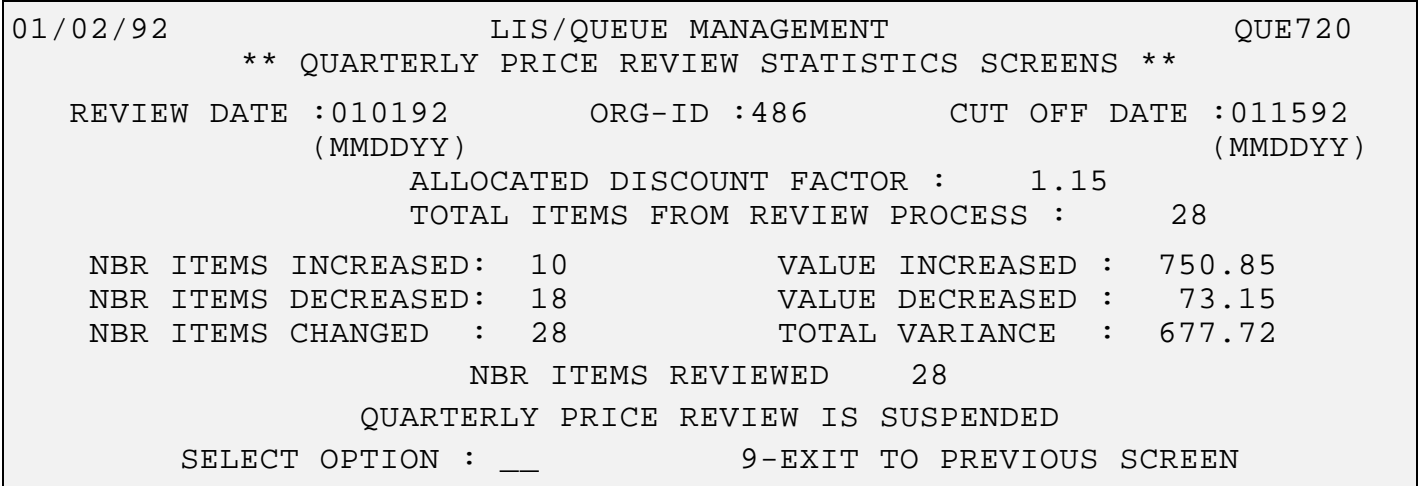 01/02/92 LIS/QUEUE MANAGEMENT QUE720
** QUARTERLY PRICE REVIEW STATISTICS SCREENS **
REVIEW DATE :010192 ORG-ID :486 CUT OFF DATE :011592
(MMDDYY) (MMDDYY)
ALLOCATED DISCOUNT FACTOR : 1.15
TOTAL ITEMS FROM REVIEW PROCESS : 28
NBR ITEMS INCREASED: 10 VALUE INCREASED : 750.85
NBR ITEMS DECREASED: 18 VALUE DECREASED : 73.15
NBR ITEMS CHANGED : 28 TOTAL VARIANCE : 677.72
NBR ITEMS REVIEWED 28
QUARTERLY PRICE REVIEW IS SUSPENDED
SELECT OPTION : __ 9-EXIT TO PREVIOUS SCREEN